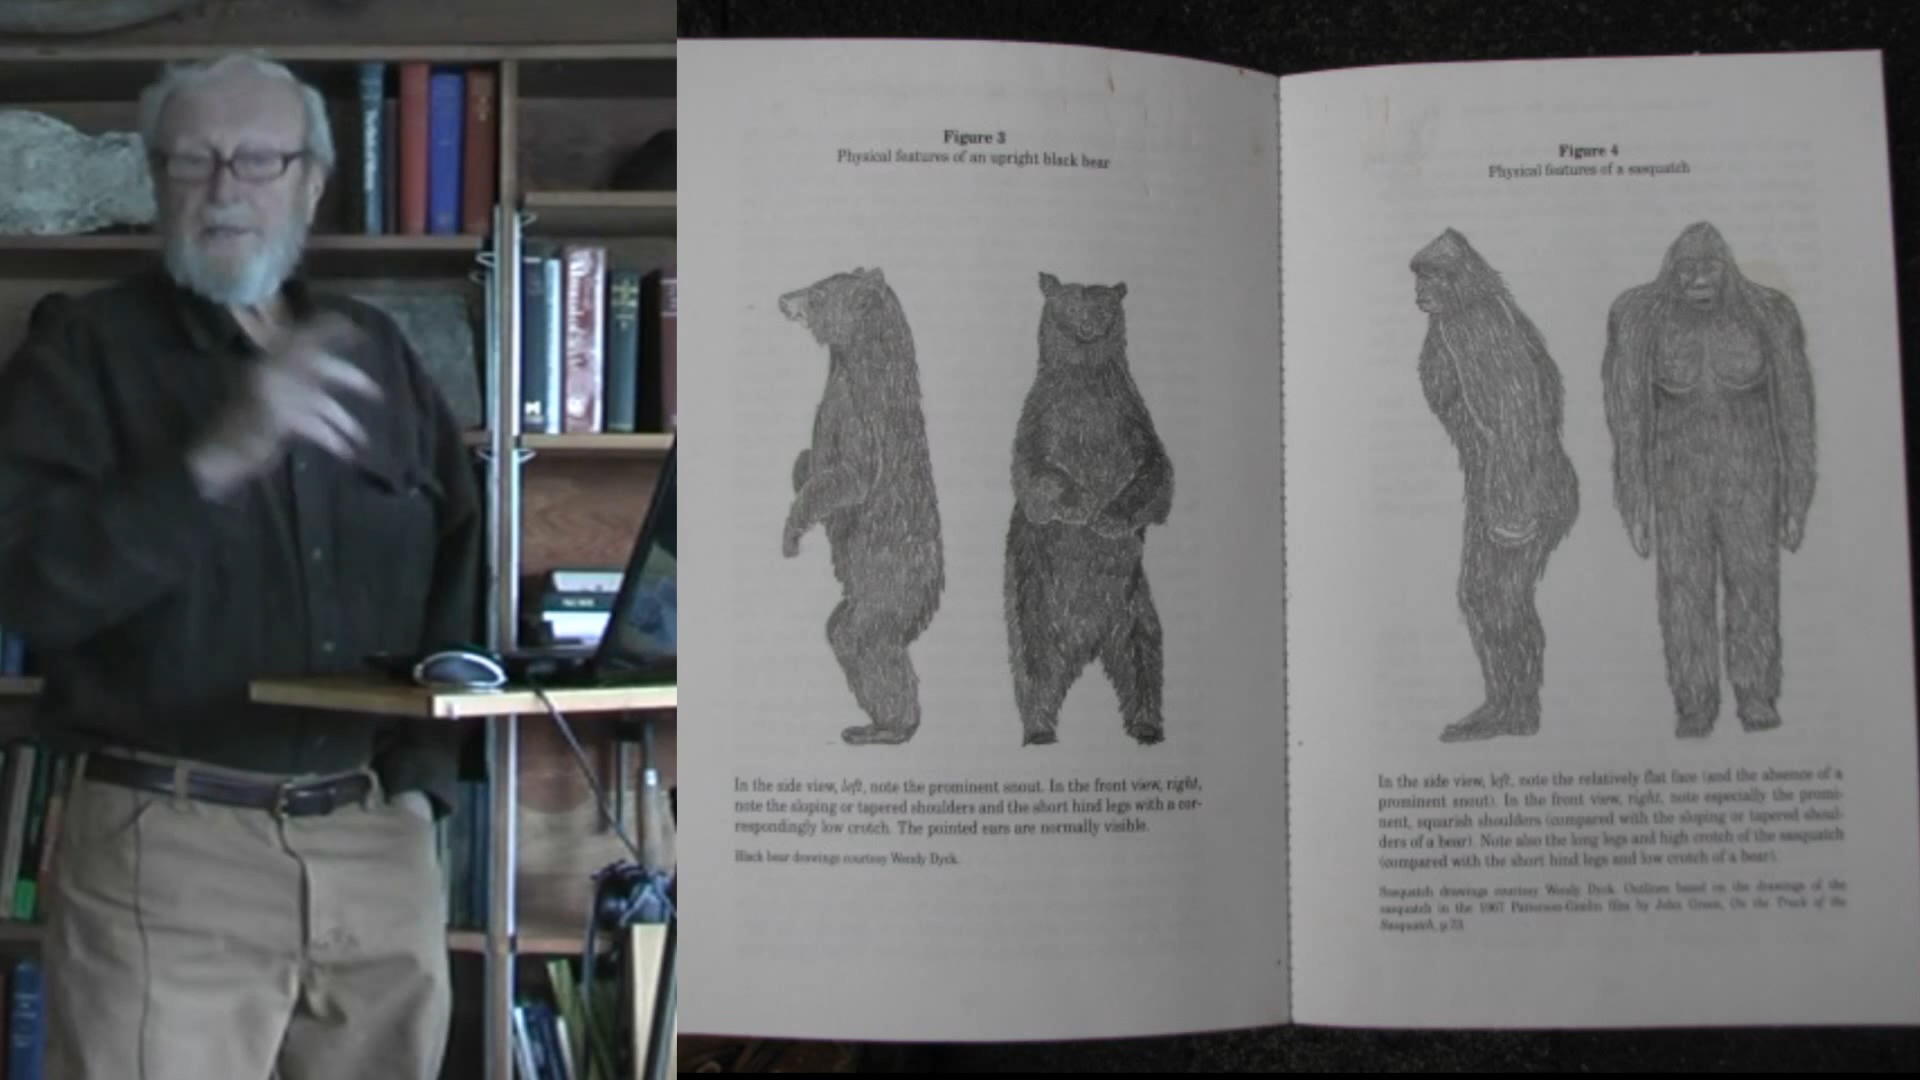 Figure 3
Physical features of an upright black bear
In the side view, left, note the prominent snout. In the front view, right,
note the sloping or tapered shoulders and the short hind legs with a cor-
respondingly low crotch. The pointed ears are normally visible.
Black bear drawings courtesy Wendy Dyck.
Figure 4
Physical features of a sasquatch
In the side view, left, note the relatively flat face (and the absence of a
prominent snout). In the front view, right, note especially the promi-
nent, squarish shoulders (compared with the sloping or tapered shoul-
ders of a bear). Note also the long legs and high crotch of the sasquatch
(compared with the short hind legs and low crotch of a bear).
Sasquatch drawings courtesy Wendy Dyck. Outlines based on the drawings of the
sasquatch in the 1967 Patterson-Gimlin film by John Green, On the Track of the
Sasquatch, p.73.